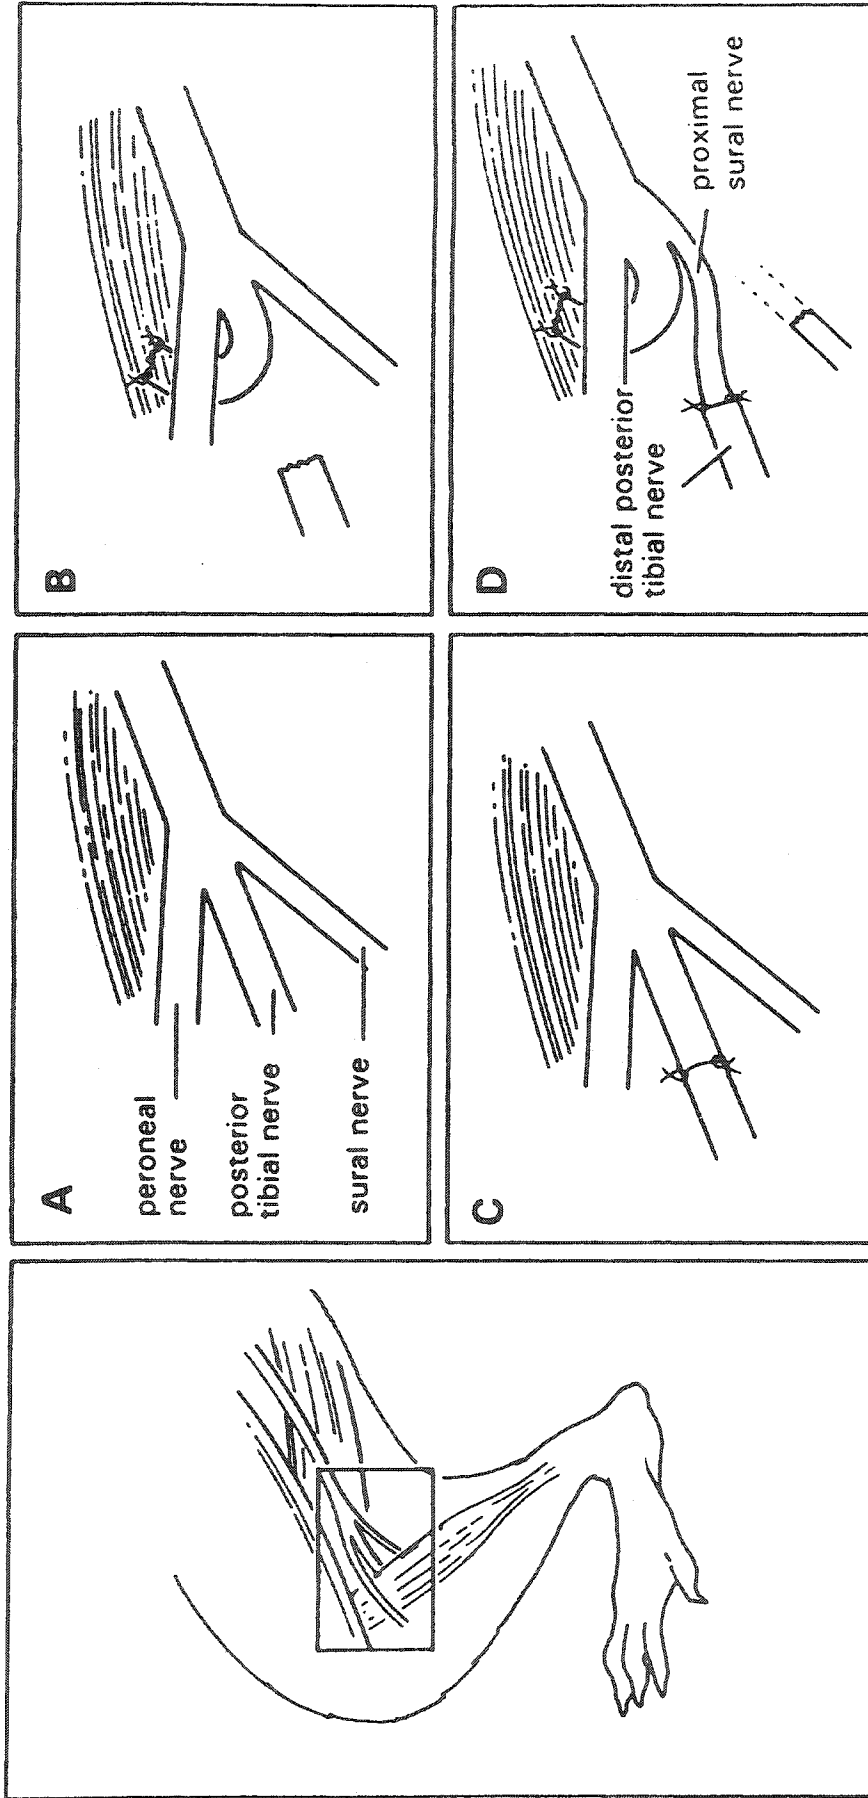 A
peroneal
nerve
posterior
tibial nerve
sural nerve
B
C
D
distal posterior
tibial nerve
proximal
sural nerve